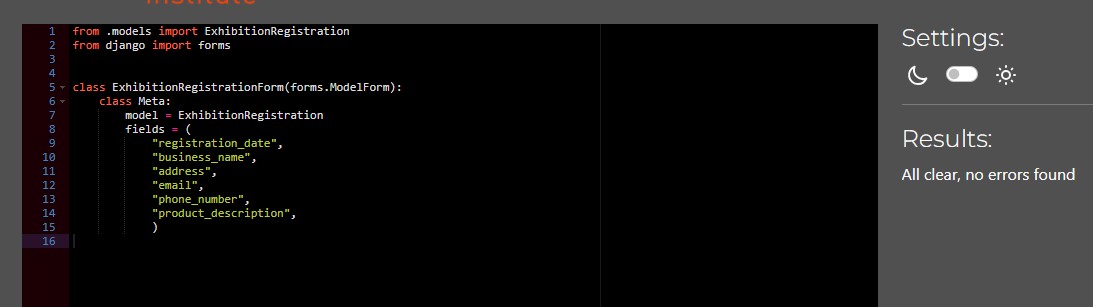 Institute
Settings:
1 from .models import ExhibitionRegistration
2 from django import forms
3
4
5 class ExhibitionRegistrationForm(forms.ModelForm):
6     class Meta:
7         model = ExhibitionRegistration
8         fields = (
9             "registration_date",
10             "business_name",
11             "address",
12             "email",
13             "phone_number",
14             "product_description",
15             )
16
Results:
All clear, no errors found